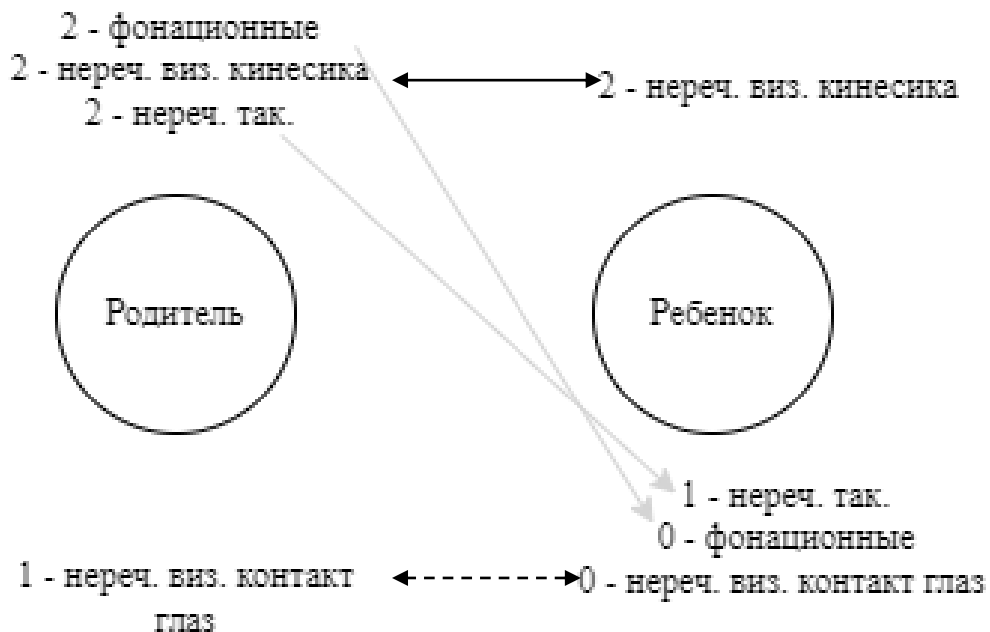 2 - фонационные
2 - нереч. виз. кинесика
2 - нереч. так.
2 - нереч. виз. кинесика
Родитель
Ребенок
1 - нереч. так.
0 - фонационные
1 - нереч. виз. контакт
глаз
0 - нереч. виз. контакт глаз